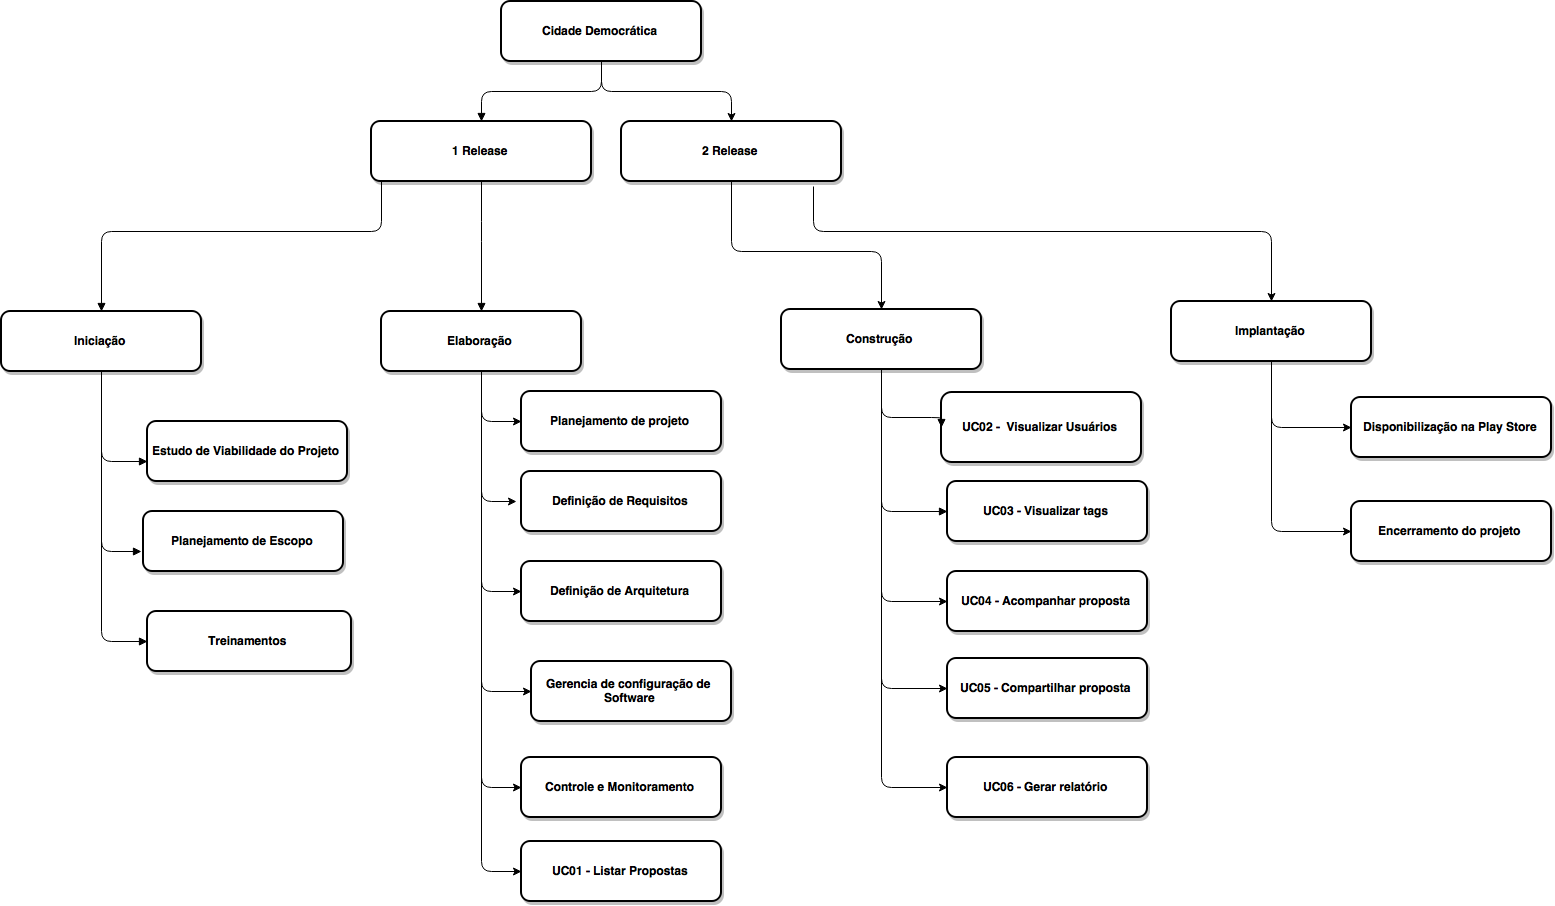 Cidade Democrática
1 Release
2 Release
Iniciação
Elaboração
Construção
Implantação
Estudo de Viabilidade do Projeto
Planejamento de Escopo
Treinamentos
Planejamento de projeto
Definição de Requisitos
Definição de Arquitetura
Gerencia de configuração de
Software
Controle e Monitoramento
UC01 - Listar Propostas
UC02 - Visualizar Usuários
UC03 - Visualizar tags
UC04 - Acompanhar proposta
UC05 - Compartilhar proposta
UC06 - Gerar relatório
Disponibilização na Play Store
Encerramento do projeto